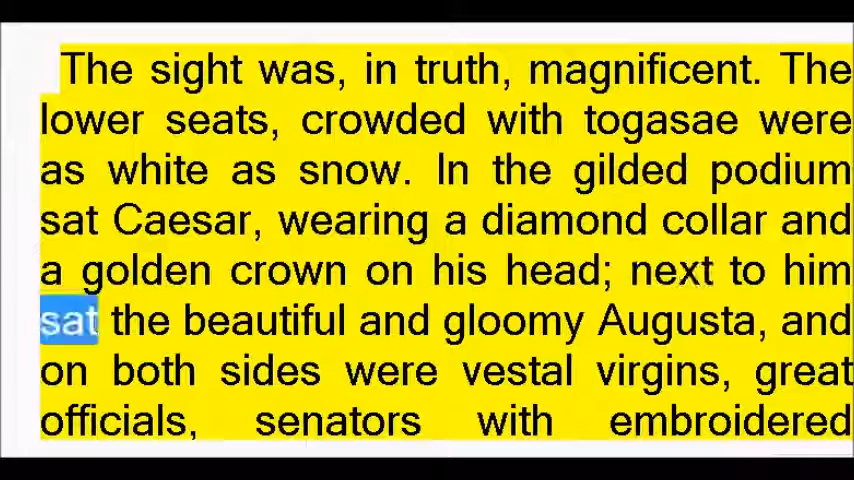 The sight was, in truth, magnificent. The
lower seats, crowded with togasae were
as white as snow. In the gilded podium
sat Caesar, wearing a diamond collar and
a golden crown on his head; next to him
sat the beautiful and gloomy Augusta, and
on both sides were vestal virgins, great
officials, senators with embroidered